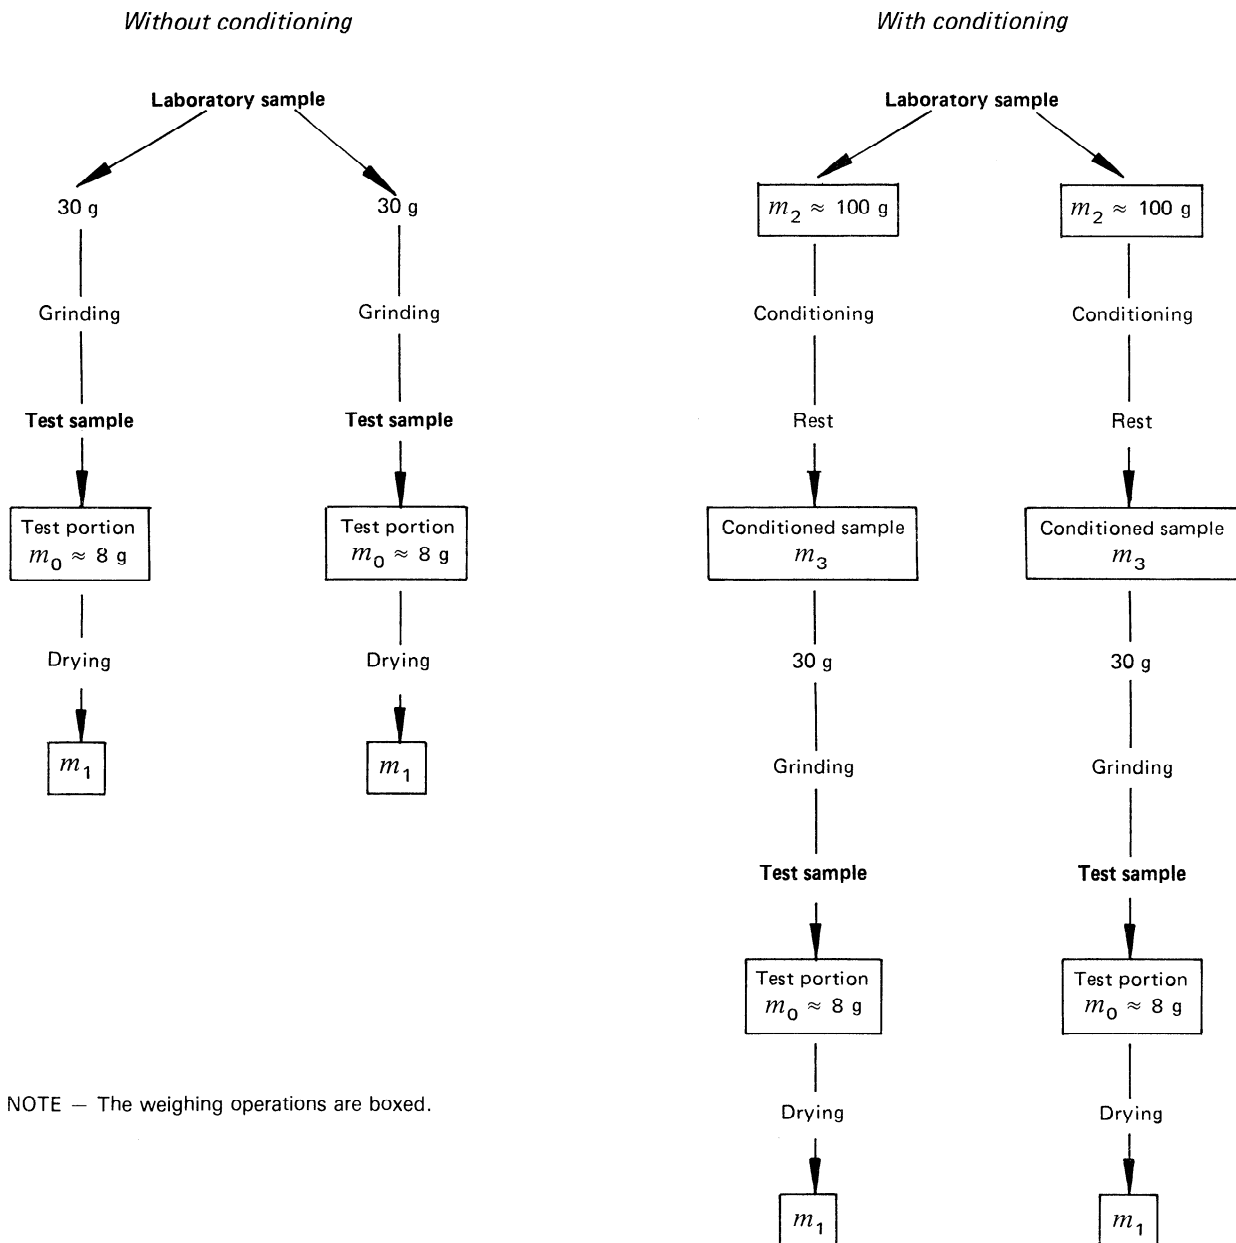 Without conditioning
With conditioning
Laboratory sample
Laboratory sample
30 g
30 g
m2 ≈ 100 g
m2 ≈ 100 g
Grinding
Grinding
Conditioning
Conditioning
Test sample
Test sample
Rest
Rest
Test portion
m0 ≈ 8 g
Test portion
m0 ≈ 8 g
Conditioned sample
m3
Conditioned sample
m3
Drying
Drying
30 g
30 g
m1
m1
Grinding
Grinding
Test sample
Test sample
Test portion
m0 ≈ 8 g
Test portion
m0 ≈ 8 g
NOTE — The weighing operations are boxed.
Drying
Drying
m1
m1